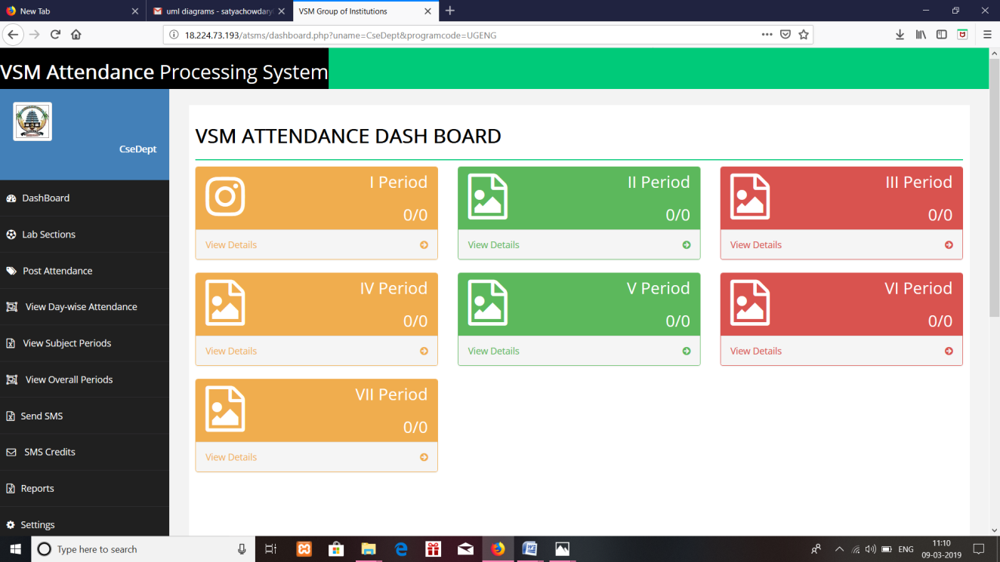 New Tab
uml diagrams - satyachowdary
VSM Group of Institutions
18.224.73.193/atsms/dashboard.php?uname=CseDept&programcode=UGENG
VSM Attendance Processing System
CseDept
DashBoard
Lab Sections
Post Attendance
View Day-wise Attendance
View Subject Periods
View Overall Periods
Send SMS
SMS Credits
Reports
Settings
VSM ATTENDANCE DASH BOARD
I Period
0/0
View Details
II Period
0/0
View Details
III Period
0/0
View Details
IV Period
0/0
View Details
V Period
0/0
View Details
VI Period
0/0
View Details
VII Period
0/0
View Details
Type here to search
ENG
11:10
09-03-2019